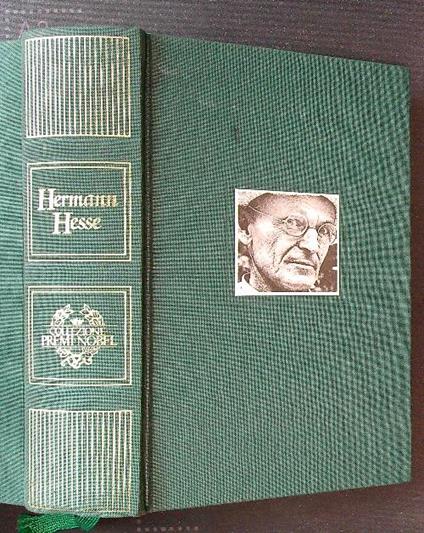 Hermann
Hesse
COLLEZIONE
PREMI NOBEL